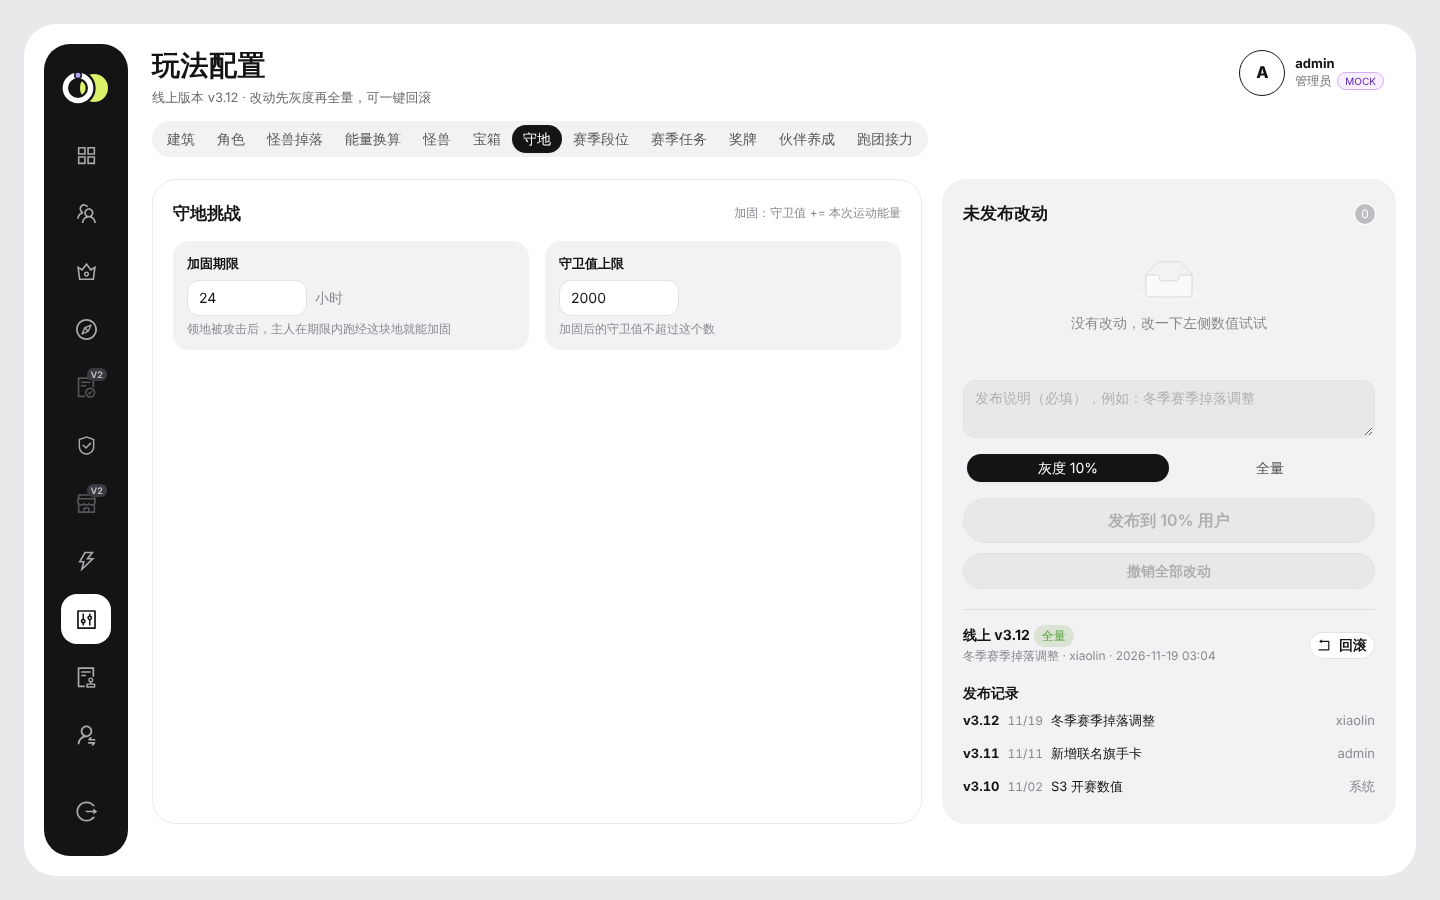 玩法配置
线上版本 v3.12 · 改动先灰度再全量，可一键回滚
A
admin
管理员 MOCK
建筑 角色 怪兽掉落 能量换算 怪兽 宝箱 守地 赛季段位 赛季任务 奖牌 伙伴养成 跑团接力
V2
V2
守地挑战
加固：守卫值 += 本次运动能量
加固期限
24 小时
领地被攻击后，主人在期限内跑经这块地就能加固
守卫值上限
2000
加固后的守卫值不超过这个数
未发布改动
0
没有改动，改一下左侧数值试试
发布说明（必填），例如：冬季赛季掉落调整
灰度 10% 全量
发布到 10% 用户
撤销全部改动
线上 v3.12 全量
冬季赛季掉落调整 · xiaolin · 2026-11-19 03:04
回滚
发布记录
v3.12 11/19 冬季赛季掉落调整 xiaolin
v3.11 11/11 新增联名旗手卡 admin
v3.10 11/02 S3 开赛数值 系统